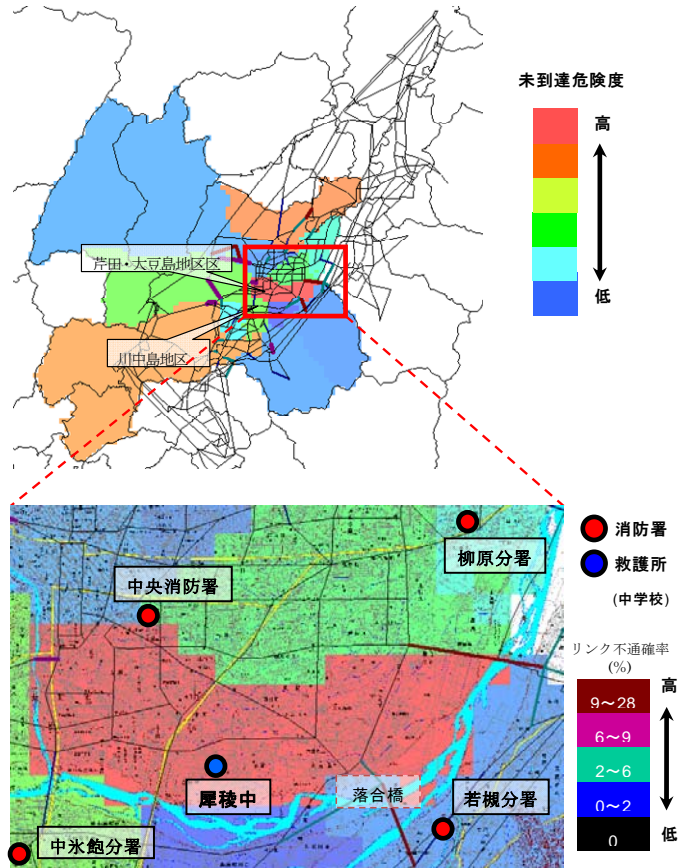 未到達危険度
高
低
芹田・大豆島地区区
川中島地区
消防署
救護所
(中学校)
柳原分署
中央消防署
犀稜中
落合橋
若槻分署
中氷飽分署
リンク不通確率
(%)
高
9～28
6～9
2～6
0～2
0
低